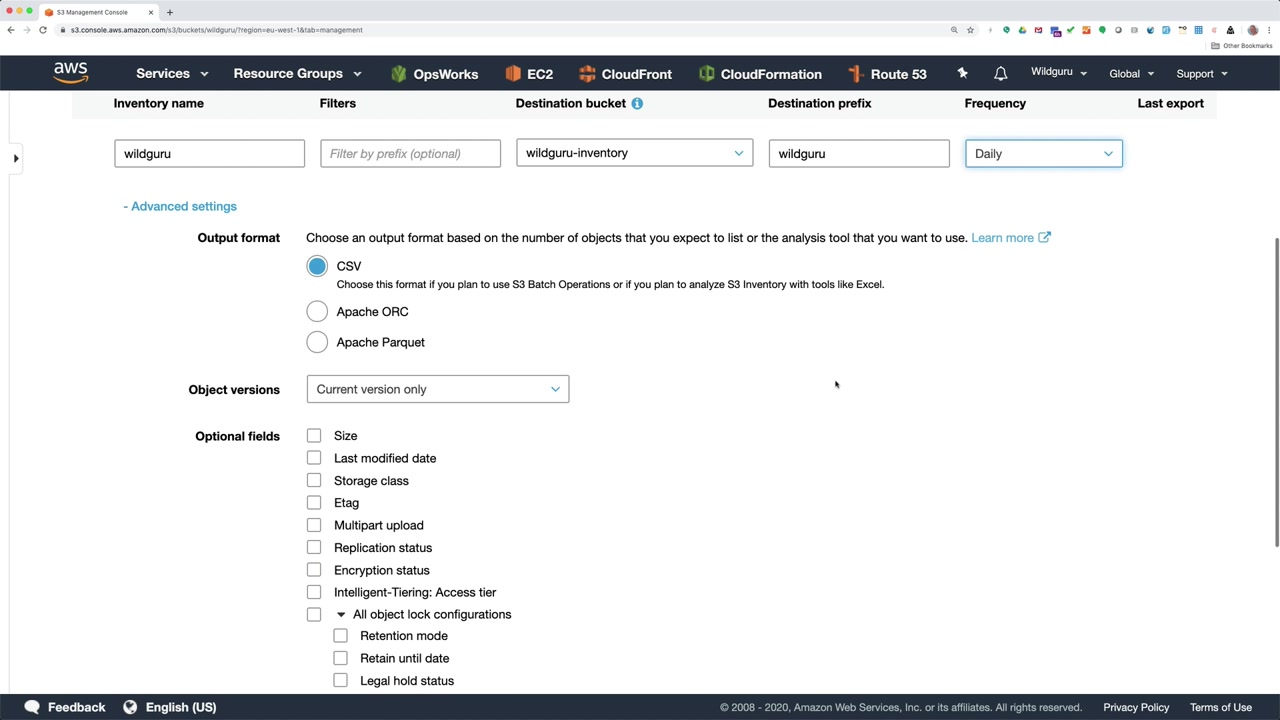 S3 Management Console
s3.console.aws.amazon.com/s3/buckets/wildguru/?region=eu-west-1&tab=management
Other Bookmarks
aws Services Resource Groups OpsWorks EC2 CloudFront CloudFormation Route 53 Wildguru Global Support
Inventory name Filters Destination bucket Destination prefix Frequency Last export
wildguru Filter by prefix (optional) wildguru-inventory wildguru Daily
- Advanced settings
Output format Choose an output format based on the number of objects that you expect to list or the analysis tool that you want to use. Learn more
CSV
Choose this format if you plan to use S3 Batch Operations or if you plan to analyze S3 Inventory with tools like Excel.
Apache ORC
Apache Parquet
Object versions Current version only
Optional fields Size
Last modified date
Storage class
Etag
Multipart upload
Replication status
Encryption status
Intelligent-Tiering: Access tier
All object lock configurations
Retention mode
Retain until date
Legal hold status
Feedback English (US) © 2008 - 2020, Amazon Web Services, Inc. or its affiliates. All rights reserved. Privacy Policy Terms of Use